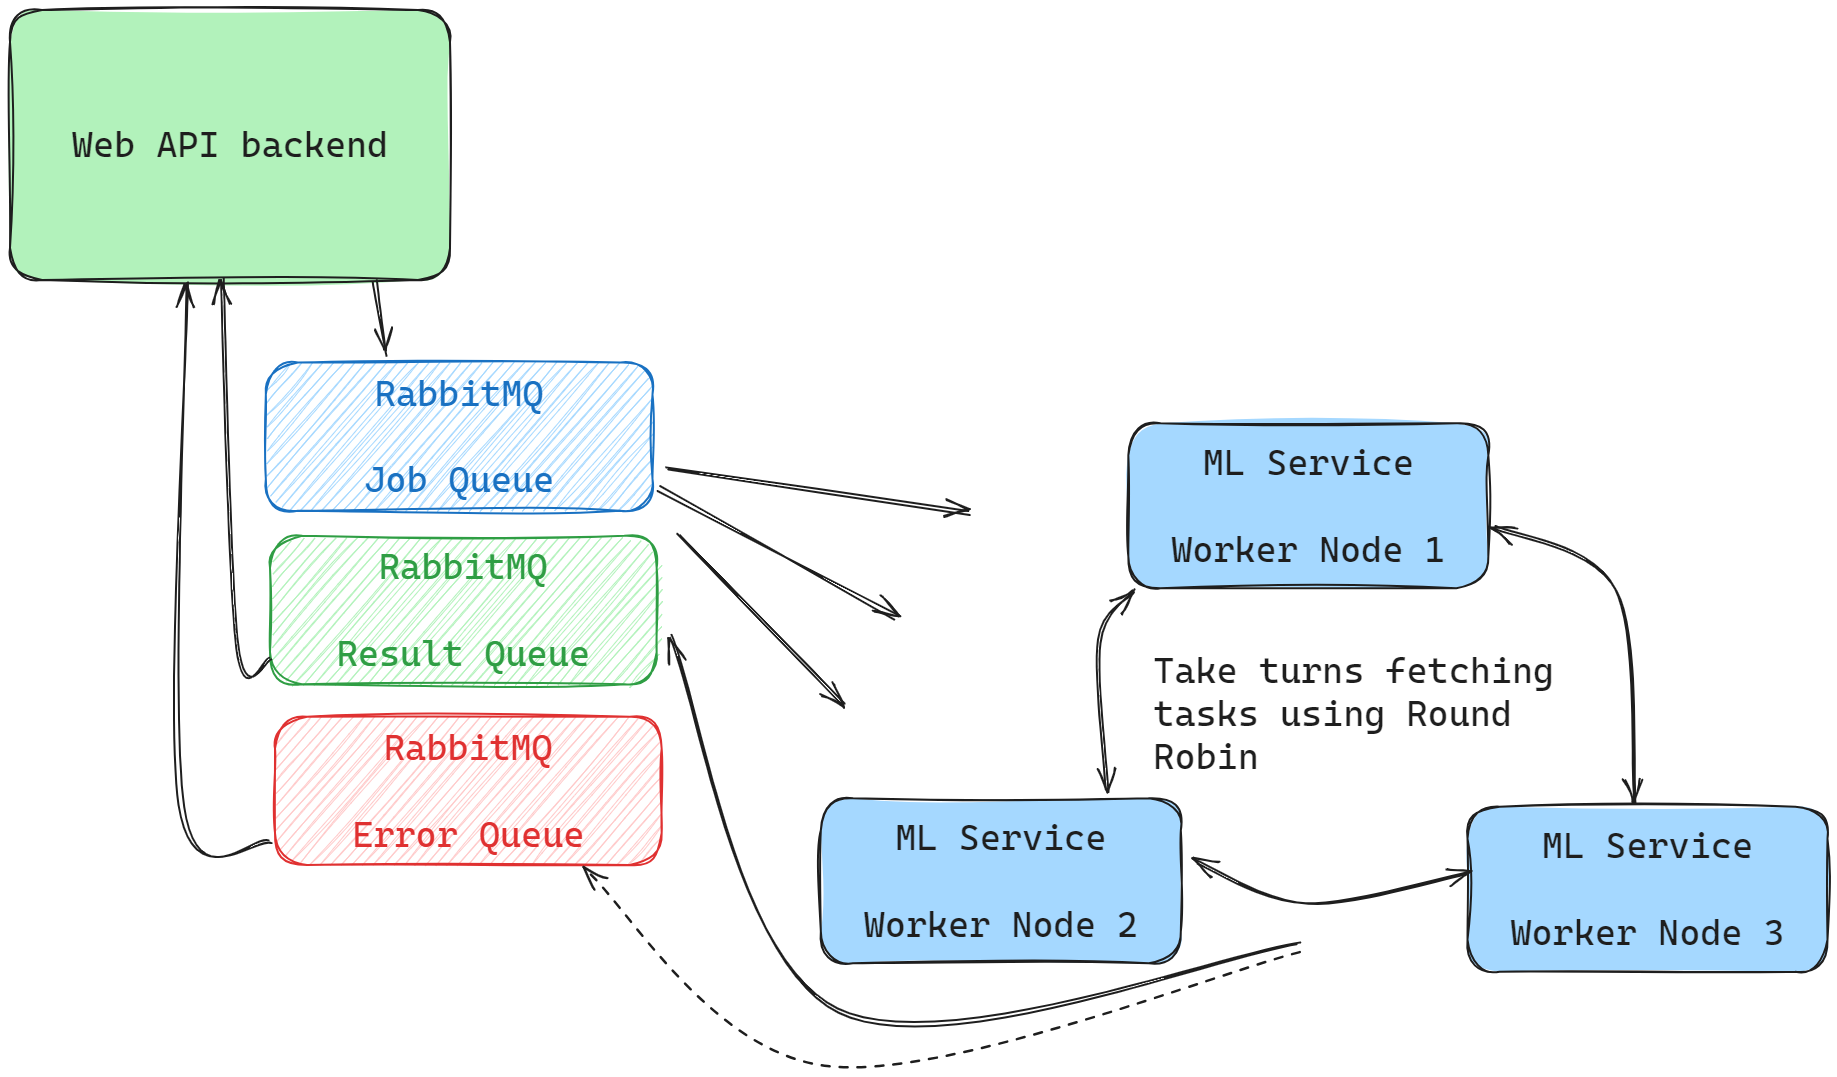 Web API backend
RabbitMQ
Job Queue
RabbitMQ
Result Queue
RabbitMQ
Error Queue
ML Service
Worker Node 1
Take turns fetching
tasks using Round
Robin
ML Service
Worker Node 2
ML Service
Worker Node 3